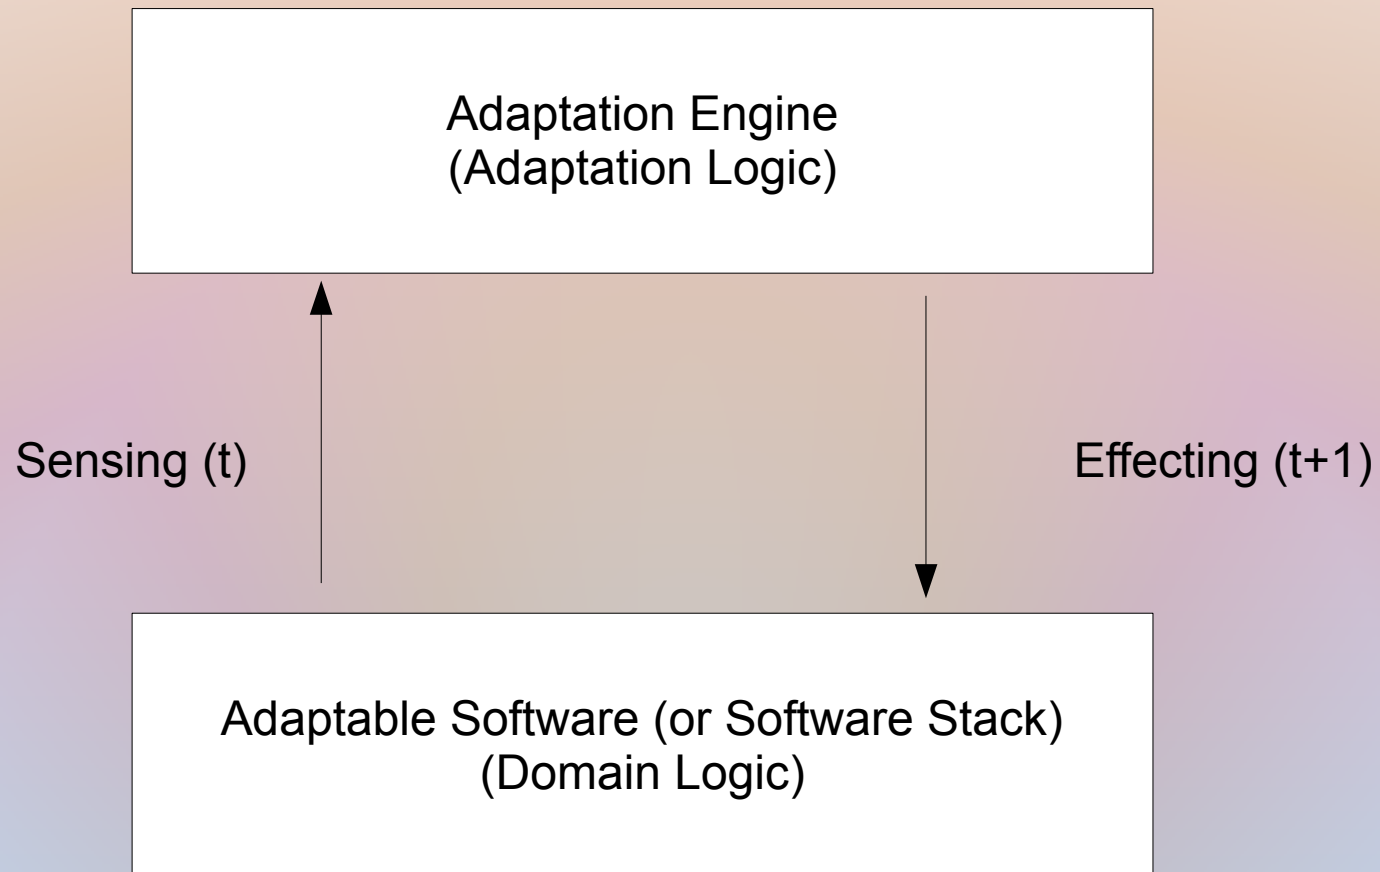 Adaptation Engine
(Adaptation Logic)
Sensing (t)
Effecting (t+1)
Adaptable Software (or Software Stack)
(Domain Logic)